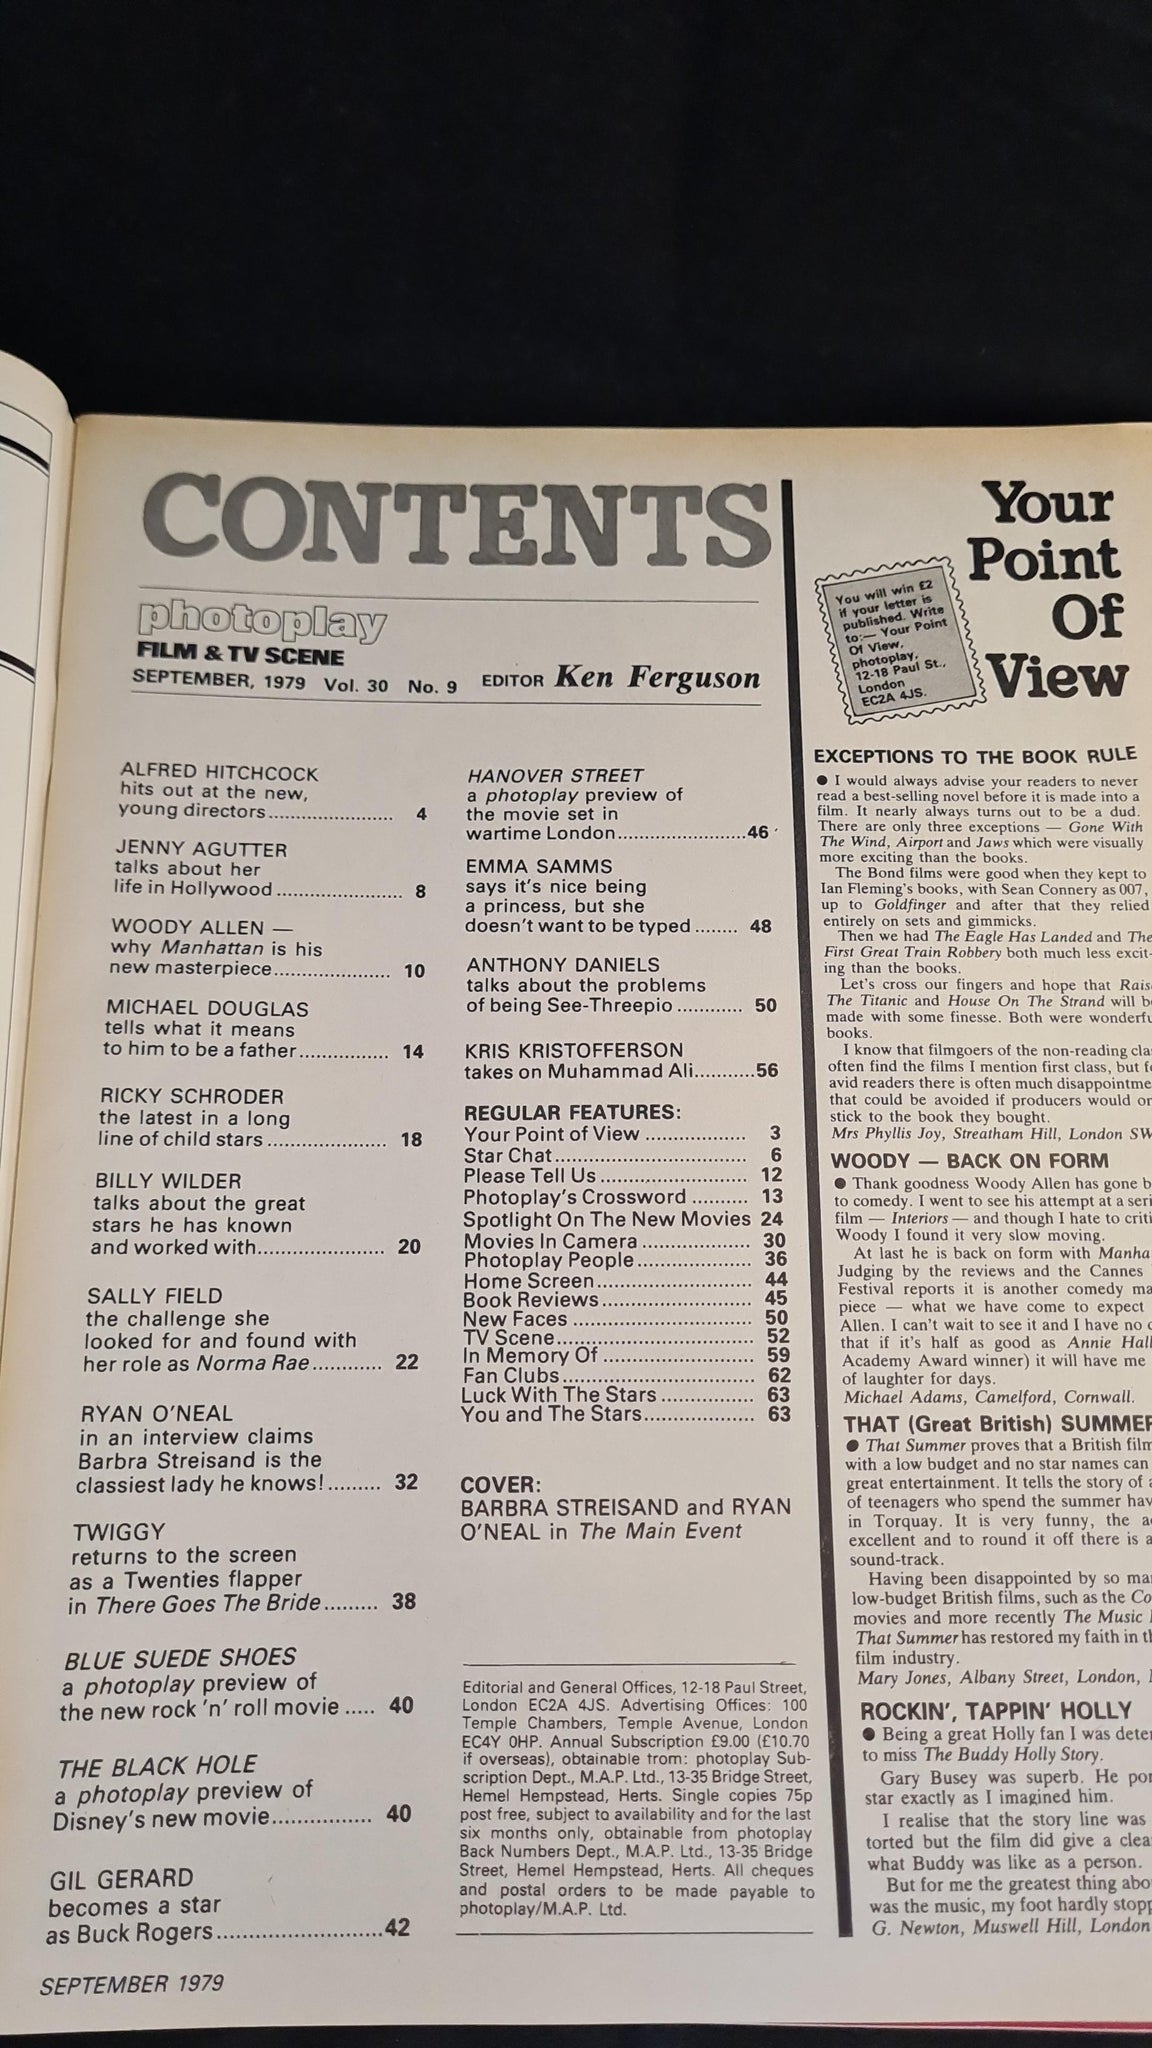 CONTENTS
photoplay
FILM & TV SCENE
SEPTEMBER, 1979 Vol. 30 No. 9 EDITOR Ken Ferguson
ALFRED HITCHCOCK
hits out at the new,
young directors...................... 4
JENNY AGUTTER
talks about her
life in Hollywood..................... 8
WOODY ALLEN —
why Manhattan is his
new masterpiece.................... 10
MICHAEL DOUGLAS
tells what it means
to him to be a father................ 14
RICKY SCHRODER
the latest in a long
line of child stars..................... 18
BILLY WILDER
talks about the great
stars he has known
and worked with...................... 20
SALLY FIELD
the challenge she
looked for and found with
her role as Norma Rae............ 22
RYAN O'NEAL
in an interview claims
Barbra Streisand is the
classiest lady he knows!......... 32
TWIGGY
returns to the screen
as a Twenties flapper
in There Goes The Bride......... 38
BLUE SUEDE SHOES
a photoplay preview of
the new rock 'n' roll movie ..... 40
THE BLACK HOLE
a photoplay preview of
Disney's new movie................ 40
GIL GERARD
becomes a star
as Buck Rogers..........................42
SEPTEMBER 1979
HANOVER STREET
a photoplay preview of
the movie set in
wartime London.....................46
EMMA SAMMS
says it's nice being
a princess, but she
doesn't want to be typed ........ 48
ANTHONY DANIELS
talks about the problems
of being See-Threepio ............ 50
KRIS KRISTOFFERSON
takes on Muhammad Ali...........56
REGULAR FEATURES:
Your Point of View ................. 3
Star Chat.................................. 6
Please Tell Us .......................... 12
Photoplay's Crossword .......... 13
Spotlight On The New Movies 24
Movies In Camera .................. 30
Photoplay People.................... 36
Home Screen........................... 44
Book Reviews.......................... 45
New Faces ............................... 50
TV Scene.................................. 52
In Memory Of .......................... 59
Fan Clubs................................. 62
Luck With The Stars ................ 63
You and The Stars................... 63
COVER:
BARBRA STREISAND and RYAN
O'NEAL in The Main Event
Editorial and General Offices, 12-18 Paul Street,
London EC2A 4JS. Advertising Offices: 100
Temple Chambers, Temple Avenue, London
EC4Y 0HP. Annual Subscription £9.00 (£10.70
if overseas), obtainable from: photoplay Sub-
scription Dept., M.A.P. Ltd., 13-35 Bridge Street,
Hemel Hempstead, Herts. Single copies 75p
post free, subject to availability and for the last
six months only, obtainable from photoplay
Back Numbers Dept., M.A.P. Ltd., 13-35 Bridge
Street, Hemel Hempstead, Herts. All cheques
and postal orders to be made payable to
photoplay/M.A.P. Ltd.
Your
Point
Of
View
You will win £2
if your letter is
published. Write
to:— Your Point
Of View,
photoplay,
12-18 Paul St.,
London
EC2A 4JS.
EXCEPTIONS TO THE BOOK RULE
● I would always advise your readers to never
read a best-selling novel before it is made into a
film. It nearly always turns out to be a dud.
There are only three exceptions — Gone With
The Wind, Airport and Jaws which were visually
more exciting than the books.
The Bond films were good when they kept to
Ian Fleming's books, with Sean Connery as 007,
up to Goldfinger and after that they relied
entirely on sets and gimmicks.
Then we had The Eagle Has Landed and The
First Great Train Robbery both much less excit-
ing than the books.
Let's cross our fingers and hope that Rais
The Titanic and House On The Strand will b
made with some finesse. Both were wonderfu
books.
I know that filmgoers of the non-reading cla
often find the films I mention first class, but f
avid readers there is often much disappointme
that could be avoided if producers would on
stick to the book they bought.
Mrs Phyllis Joy, Streatham Hill, London SW
WOODY — BACK ON FORM
● Thank goodness Woody Allen has gone b
to comedy. I went to see his attempt at a seri
film — Interiors — and though I hate to criti
Woody I found it very slow moving.
At last he is back on form with Manha
Judging by the reviews and the Cannes
Festival reports it is another comedy ma
piece — what we have come to expect
Allen. I can't wait to see it and I have no d
that if it's half as good as Annie Hall
Academy Award winner) it will have me
of laughter for days.
Michael Adams, Camelford, Cornwall.
THAT (Great British) SUMMER
● That Summer proves that a British film
with a low budget and no star names can
great entertainment. It tells the story of a
of teenagers who spend the summer hav
in Torquay. It is very funny, the a
excellent and to round it off there is a
sound-track.
Having been disappointed by so ma
low-budget British films, such as the Co
movies and more recently The Music
That Summer has restored my faith in th
film industry.
Mary Jones, Albany Street, London,
ROCKIN', TAPPIN' HOLLY
● Being a great Holly fan I was deter
to miss The Buddy Holly Story.
Gary Busey was superb. He por
star exactly as I imagined him.
I realise that the story line was
torted but the film did give a clea
what Buddy was like as a person.
But for me the greatest thing abo
was the music, my foot hardly stopp
G. Newton, Muswell Hill, London